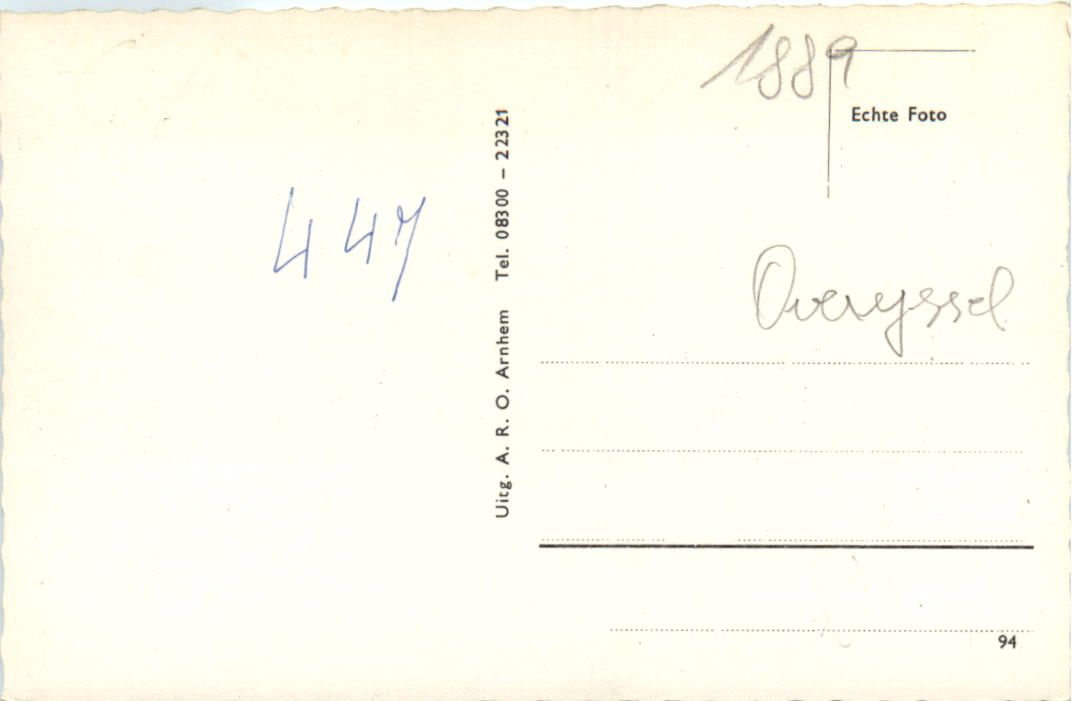 1889
Echte Foto
447
Uitg. A. R. O. Arnhem Tel. 08300 – 22321
Overyssel
94